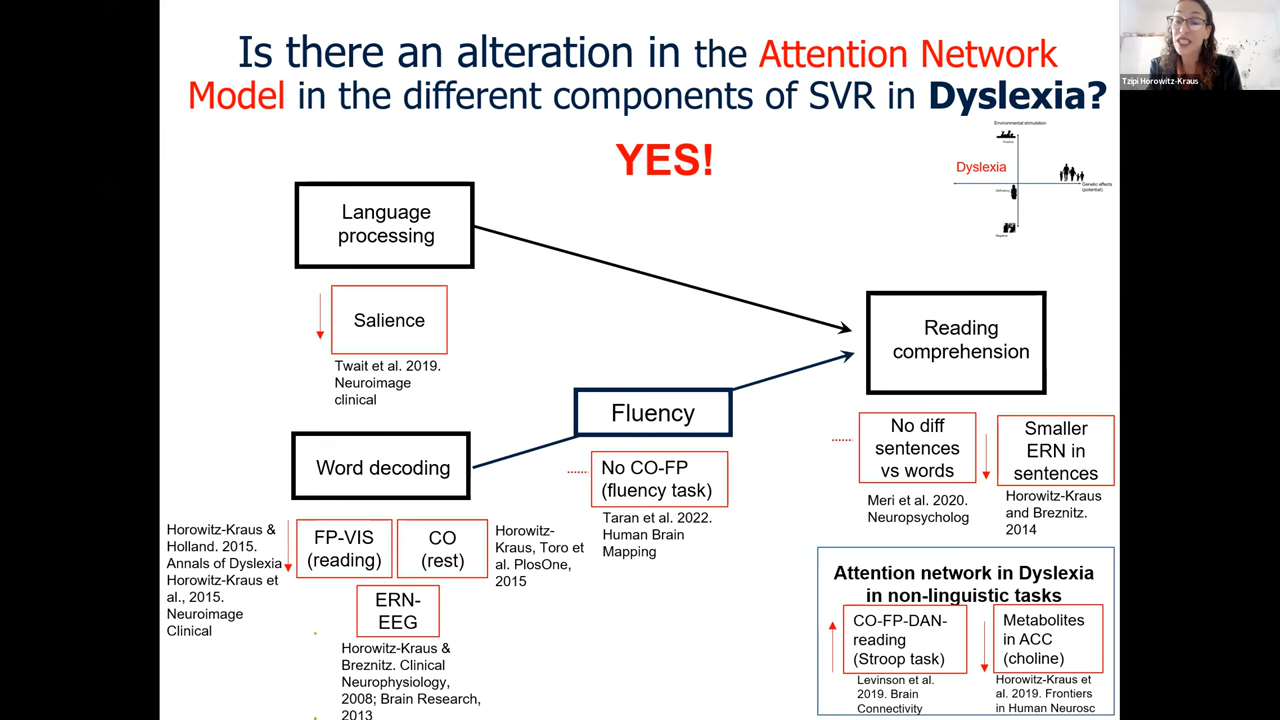 Is there an alteration in the Attention Network
Model in the different components of SVR in Dyslexia?
YES!
Tzipi Horowitz-Kraus
Environmental stimulation
Positive
Dyslexia
Genetic effects
(potential)
Negative
Language
processing
Salience
Twait et al. 2019.
Neuroimage
clinical
Reading
comprehension
Fluency
Word decoding
No CO-FP
(fluency task)
Taran et al. 2022.
Human Brain
Mapping
No diff
sentences
vs words
Meri et al. 2020.
Neuropsycholog
Smaller
ERN in
sentences
Horowitz-Kraus
and Breznitz.
2014
Horowitz-Kraus &
Holland. 2015.
Annals of Dyslexia
Horowitz-Kraus et
al., 2015.
Neuroimage
Clinical
FP-VIS
(reading)
CO
(rest)
Horowitz-
Kraus, Toro et
al. PlosOne,
2015
ERN-
EEG
Horowitz-Kraus &
Breznitz. Clinical
Neurophysiology,
2008; Brain Research,
2013
Attention network in Dyslexia
in non-linguistic tasks
CO-FP-DAN-
reading
(Stroop task)
Levinson et al.
2019. Brain
Connectivity
Metabolites
in ACC
(choline)
Horowitz-Kraus et
al. 2019. Frontiers
in Human Neurosc